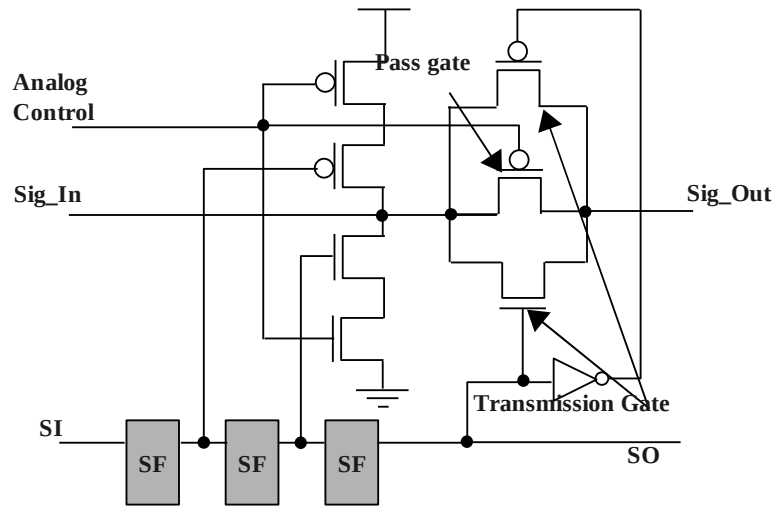 Pass gate
Analog
Control
Sig_In
Sig_Out
Transmission Gate
SI
SF
SF
SF
SO